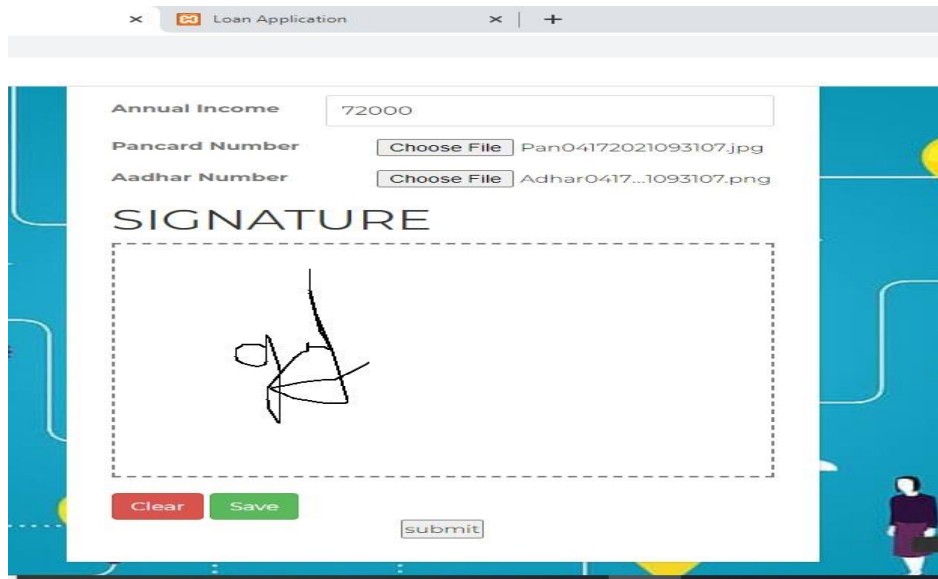 Loan Application
Annual Income 72000
Pancard Number Choose File Pan04172021093107.jpg
Aadhar Number Choose File Adhar0417...1093107.png
SIGNATURE
Clear Save
submit